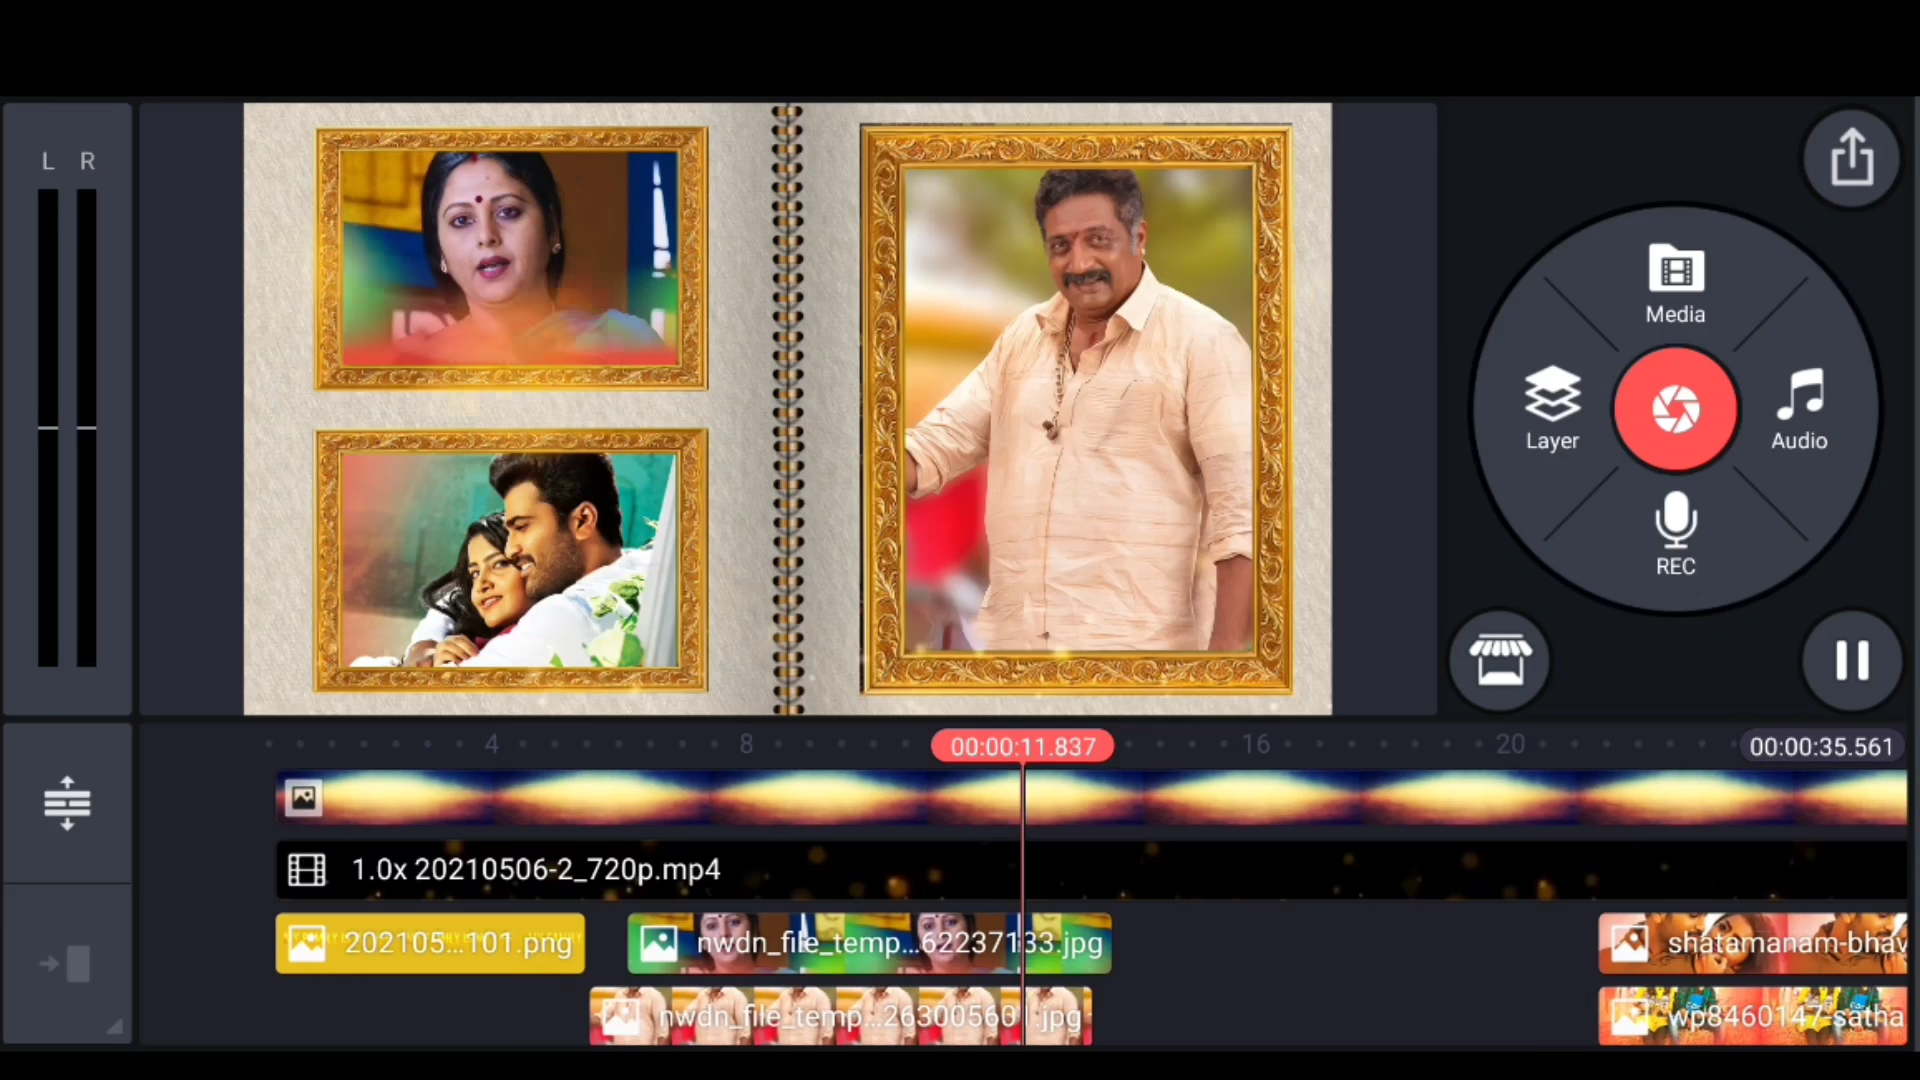 L R
Media
Layer
Audio
REC
4
8
00:00:11.837
16
20
00:00:35.561
1.0x 20210506-2_720p.mp4
202105...101.png
nwdn_file_temp...62237133.jpg
shatamanam-bhav
nwdn_file_temp...263005601.jpg
wp8460147-satha